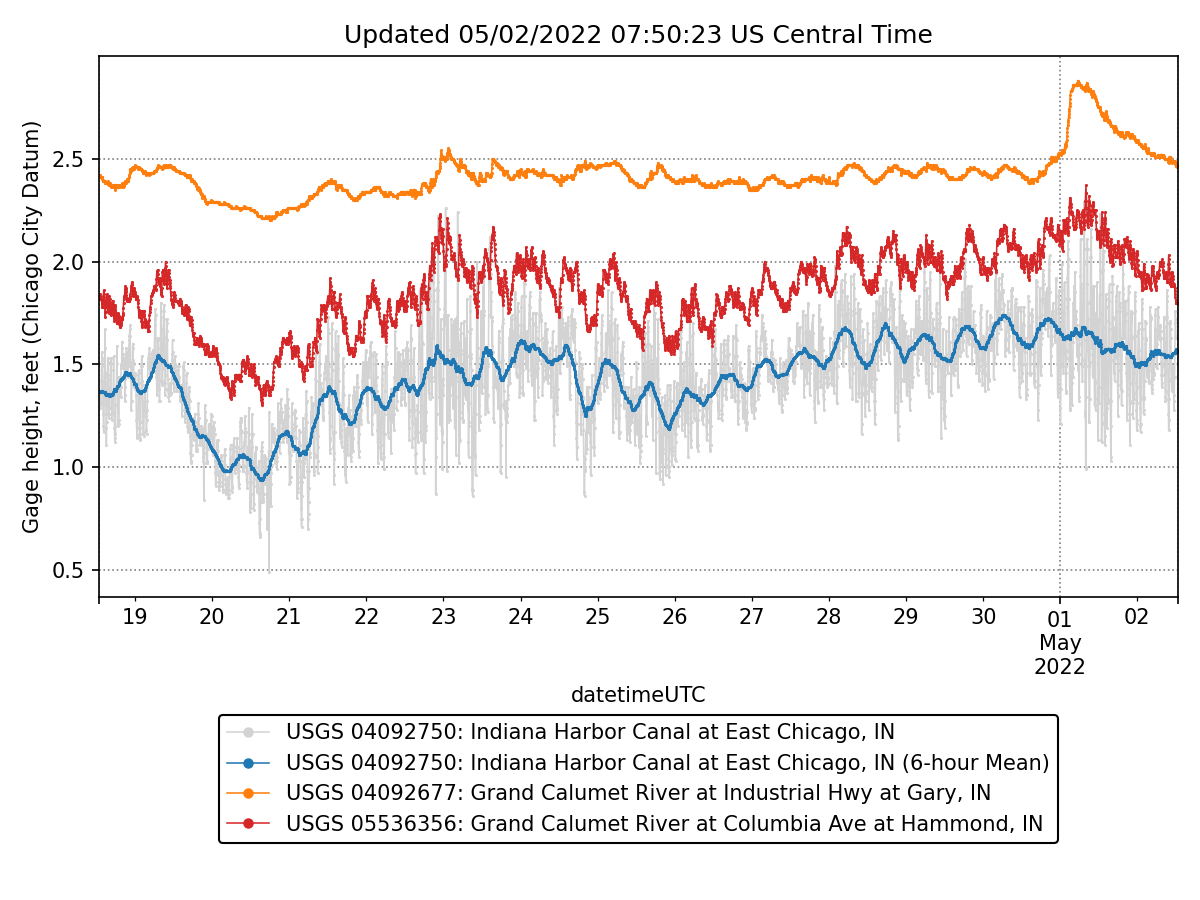 Updated 05/02/2022 07:50:23 US Central Time
Gage height, feet (Chicago City Datum)
2.5
2.0
1.5
1.0
0.5
19 20 21 22 23 24 25 26 27 28 29 30 01 02
May
2022
datetimeUTC
USGS 04092750: Indiana Harbor Canal at East Chicago, IN
USGS 04092750: Indiana Harbor Canal at East Chicago, IN (6-hour Mean)
USGS 04092677: Grand Calumet River at Industrial Hwy at Gary, IN
USGS 05536356: Grand Calumet River at Columbia Ave at Hammond, IN